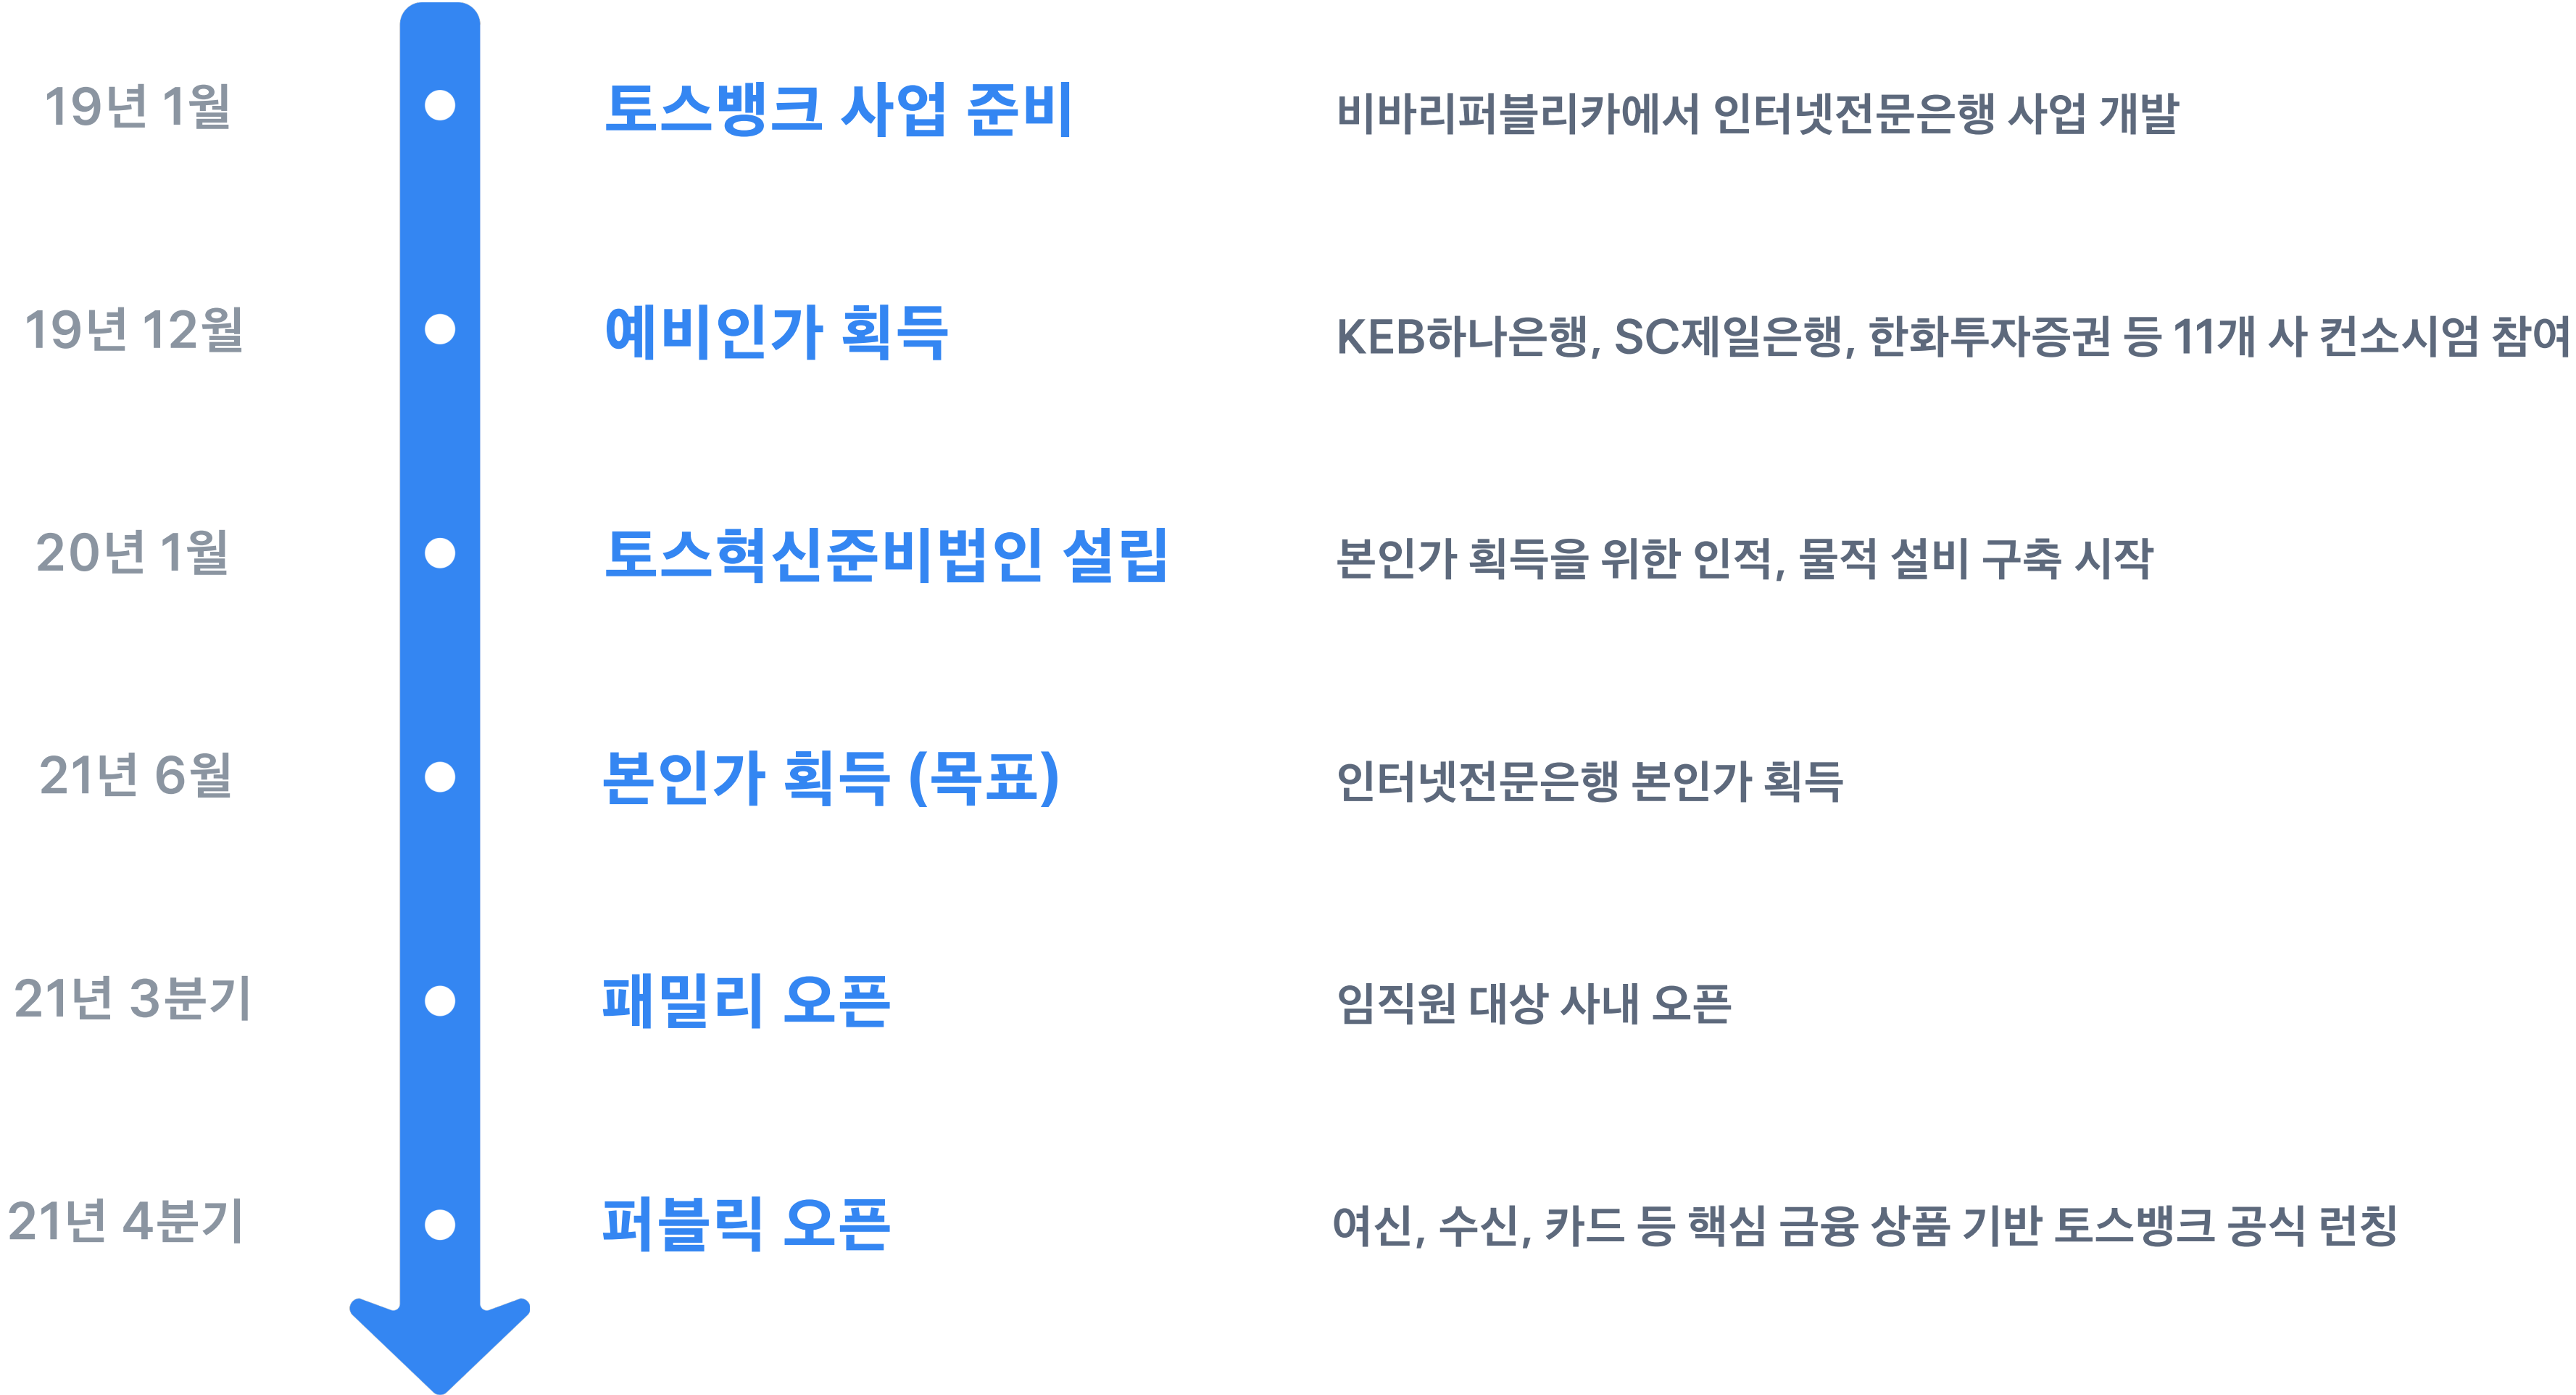 19년 1월 토스뱅크 사업 준비 비바리퍼블리카에서 인터넷전문은행 사업 개발
19년 12월 예비인가 획득 KEB하나은행, SC제일은행, 한화투자증권 등 11개 사 컨소시엄 참여
20년 1월 토스혁신준비법인 설립 본인가 획득을 위한 인적, 물적 설비 구축 시작
21년 6월 본인가 획득 (목표) 인터넷전문은행 본인가 획득
21년 3분기 패밀리 오픈 임직원 대상 사내 오픈
21년 4분기 퍼블릭 오픈 여신, 수신, 카드 등 핵심 금융 상품 기반 토스뱅크 공식 런칭